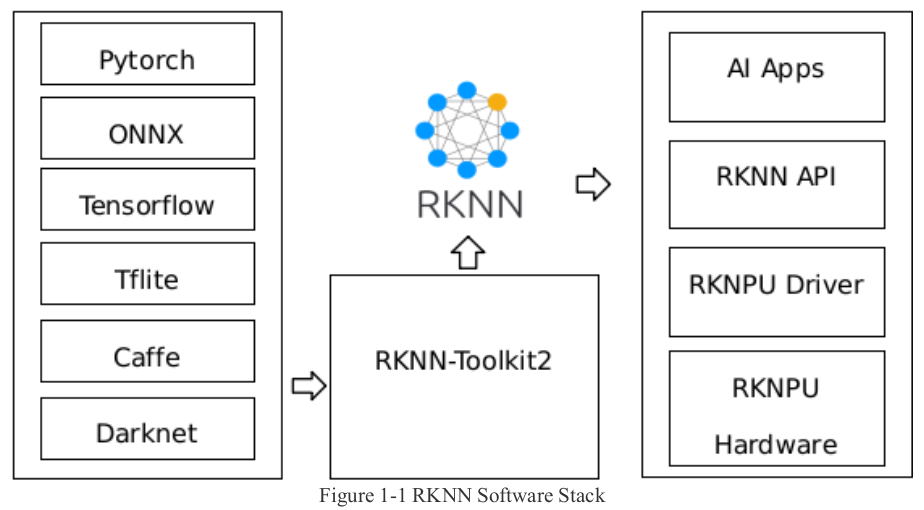 Pytorch
ONNX
Tensorflow
Tflite
Caffe
Darknet
RKNN
RKNN-Toolkit2
AI Apps
RKNN API
RKNPU Driver
RKNPU
Hardware
Figure 1-1 RKNN Software Stack